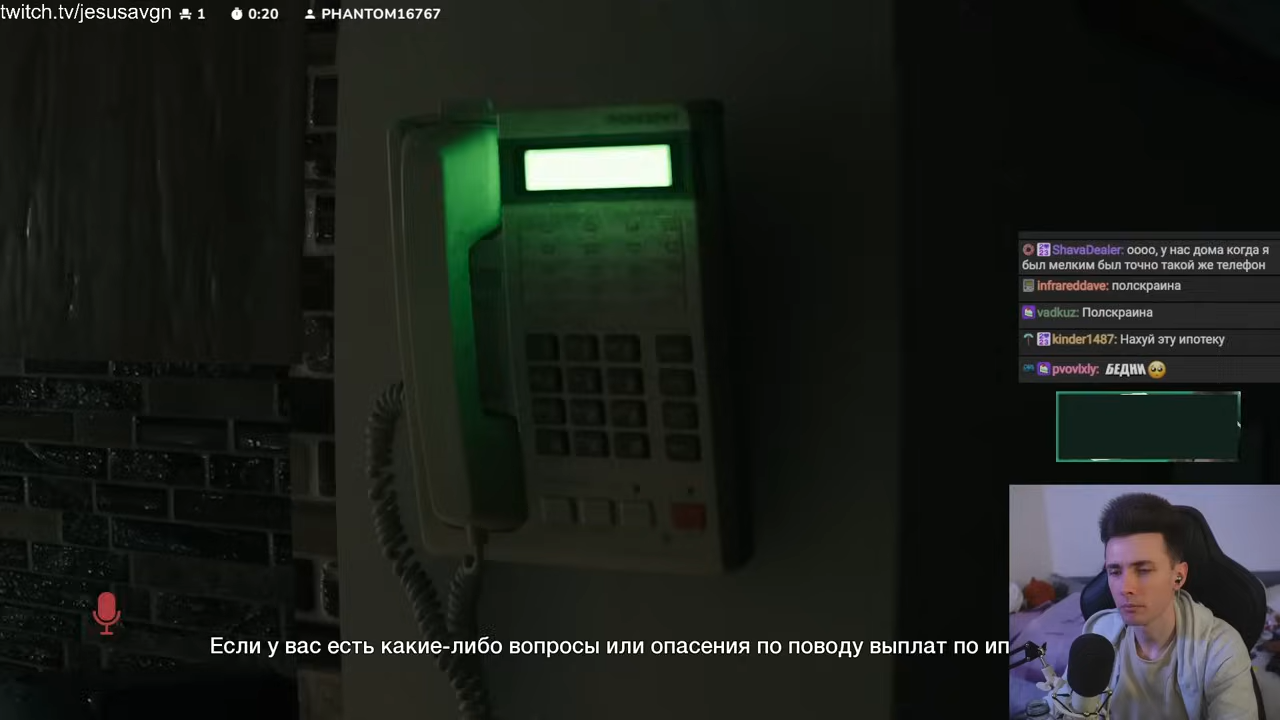 twitch.tv/jesusavgn 1 0:20 PHANTOM16767
ShavaDealer: оооо, у нас дома когда я
был мелким был точно такой же телефон
infrareddave: полскраина
vadkuz: Полскраина
kinder1487: Нахуй эту ипотеку
pvovlxly: БЕДНИ
Если у вас есть какие-либо вопросы или опасения по поводу выплат по ип